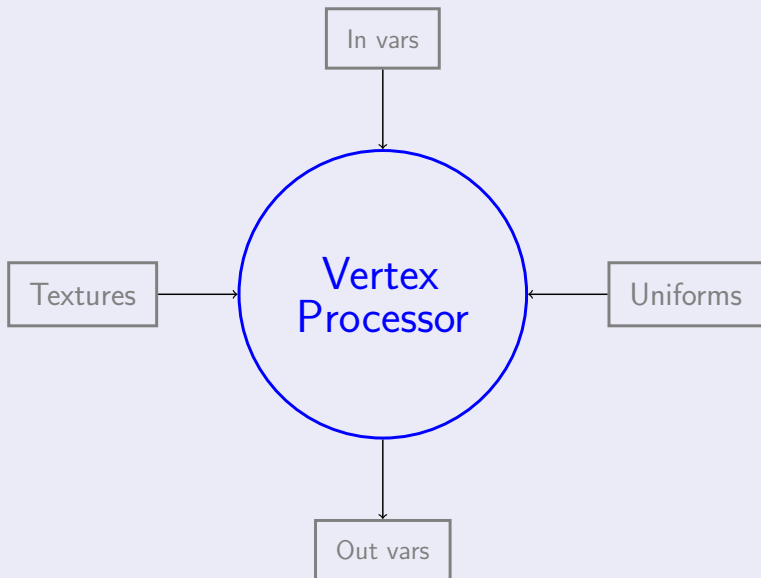 In vars
Textures
Vertex
Processor
Uniforms
Out vars